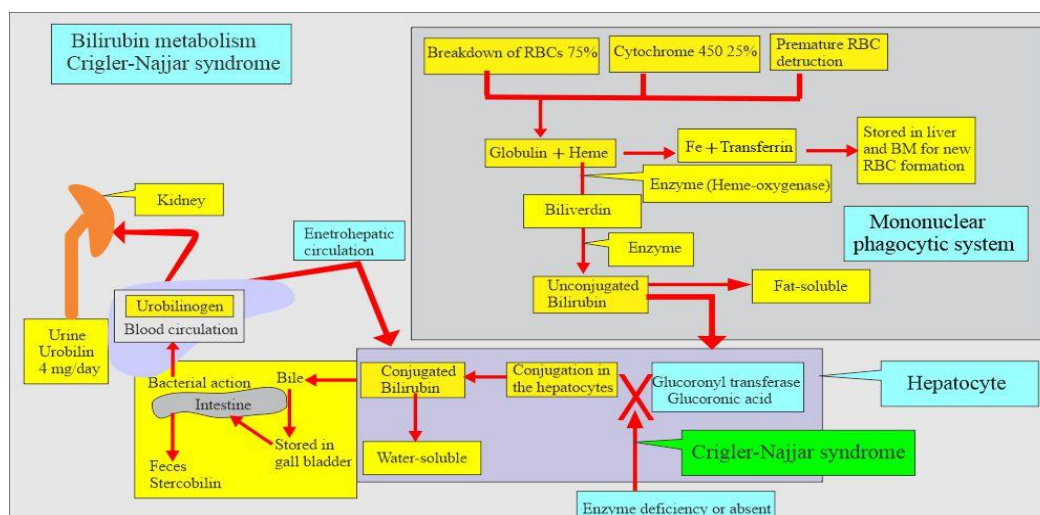 Bilirubin metabolism
Crigler-Najjar syndrome
Breakdown of RBCs 75%
Cytochrome 450 25%
Premature RBC
detruction
Globulin + Heme
Fe + Transferrin
Stored in liver
and BM for new
RBC formation
Enzyme (Heme-oxygenase)
Biliverdin
Enzyme
Mononuclear
phagocytic system
Unconjugated
Bilirubin
Fat-soluble
Kidney
Enetrohepatic
circulation
Urobilinogen
Blood circulation
Urine
Urobilin
4 mg/day
Bacterial action
Intestine
Bile
Stored in
gall bladder
Feces
Stercobilin
Conjugated
Bilirubin
Water-soluble
Conjugation in
the hepatocytes
Glucoronyl transferase
Glucoronic acid
Hepatocyte
Crigler-Najjar syndrome
Enzyme deficiency or absent